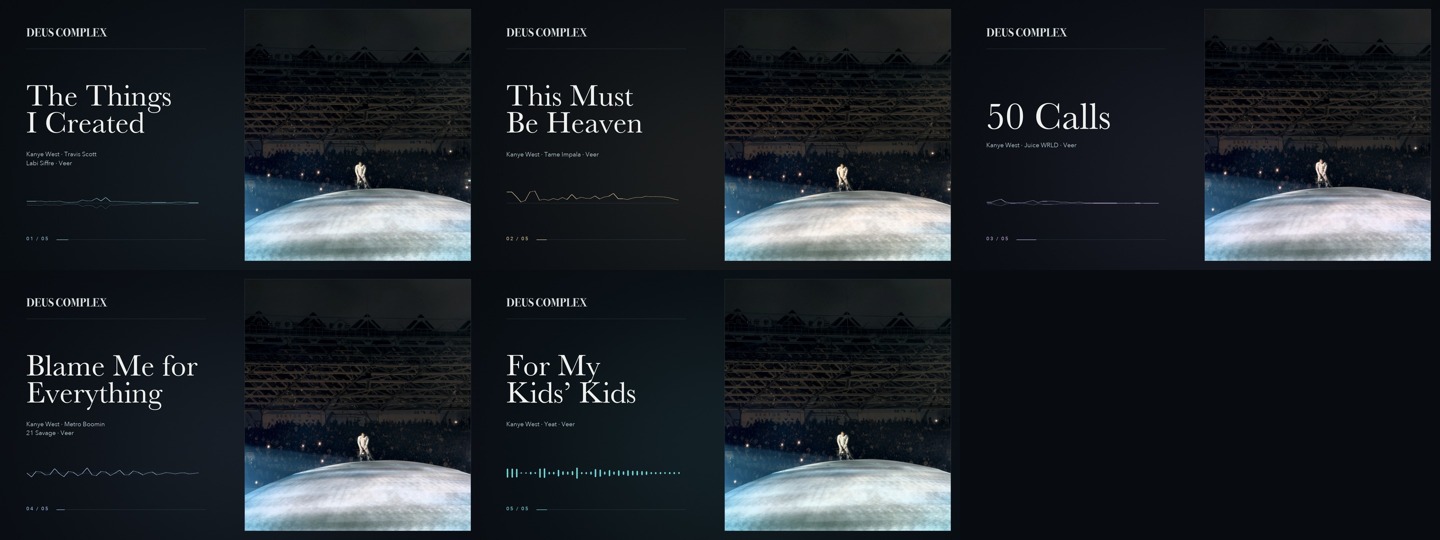 DEUS COMPLEX
The Things
I Created
Kanye West · Travis Scott
Labi Siffre · Veer
01 / 05
DEUS COMPLEX
This Must
Be Heaven
Kanye West · Tame Impala · Veer
02 / 05
DEUS COMPLEX
50 Calls
Kanye West · Juice WRLD · Veer
03 / 05
DEUS COMPLEX
Blame Me for
Everything
Kanye West · Metro Boomin
21 Savage · Veer
04 / 05
DEUS COMPLEX
For My
Kids’ Kids
Kanye West · Yeat · Veer
05 / 05